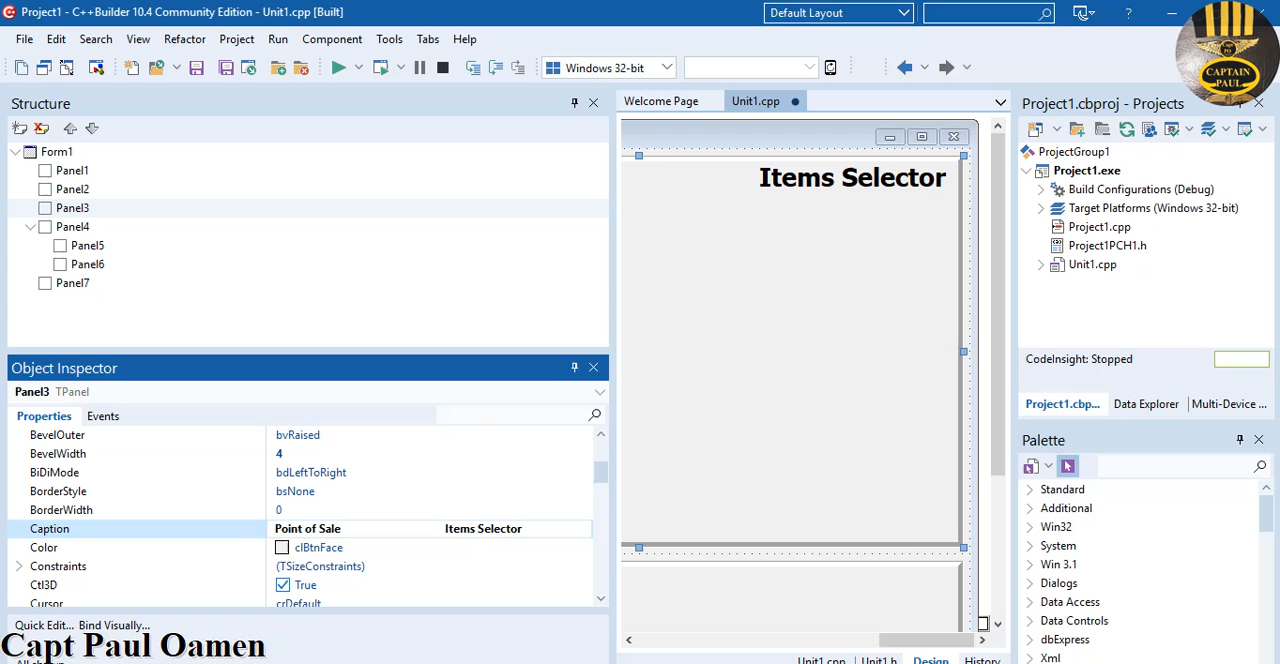 Project1 - C++Builder 10.4 Community Edition - Unit1.cpp [Built]
Default Layout
?
File Edit Search View Refactor Project Run Component Tools Tabs Help
Windows 32-bit
CAPTAIN
PAUL
Structure
Welcome Page
Unit1.cpp
Project1.cbproj - Projects
Form1
Panel1
Panel2
Panel3
Panel4
Panel5
Panel6
Panel7
Items Selector
ProjectGroup1
Project1.exe
Build Configurations (Debug)
Target Platforms (Windows 32-bit)
Project1.cpp
Project1PCH1.h
Unit1.cpp
CodeInsight: Stopped
Project1.cbp... Data Explorer Multi-Device ...
Object Inspector
Panel3 TPanel
Properties Events
BevelOuter bvRaised
BevelWidth 4
BiDiMode bdLeftToRight
BorderStyle bsNone
BorderWidth 0
Caption Point of Sale Items Selector
Color clBtnFace
Constraints (TSizeConstraints)
Ctl3D True
Cursor crDefault
Quick Edit... Bind Visually...
Capt Paul Oamen
Unit1.cpp Unit1.h Design History
Palette
Standard
Additional
Win32
System
Win 3.1
Dialogs
Data Access
Data Controls
dbExpress
Xml